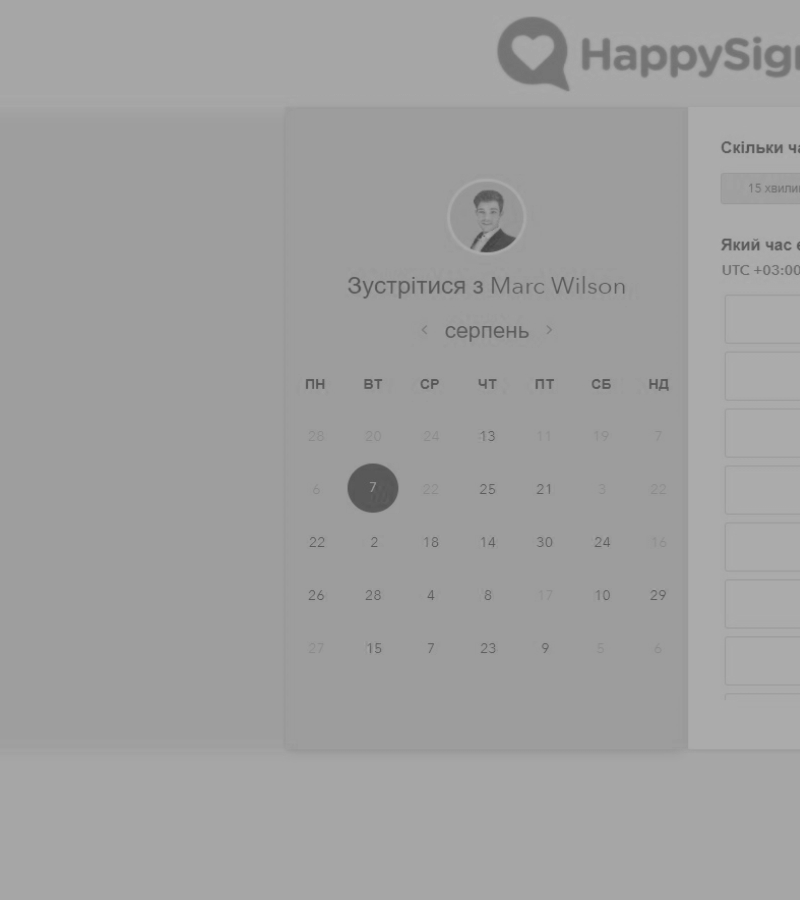 HappySign
Зустрітися з Marc Wilson
< серпень >
ПН ВТ СР ЧТ ПТ СБ НД
28 20 24 13 11 19 7
6 7 22 25 21 3 22
22 2 18 14 30 24 16
26 28 4 8 17 10 29
27 15 7 23 9 5 6
Скільки ча
15 хвилин
Який час є
UTC +03:00